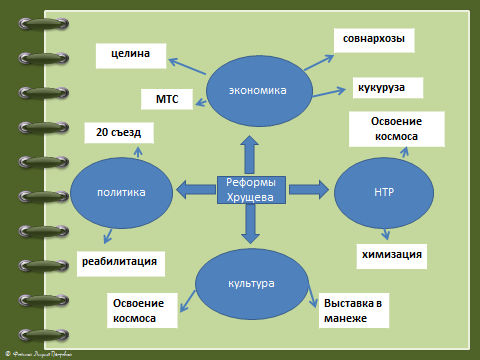 совнархозы
целина
экономика
кукуруза
МТС
Освоение
космоса
20 съезд
Реформы
Хрущева
политика
НТР
реабилитация
химизация
культура
Освоение
космоса
Выставка в
манеже